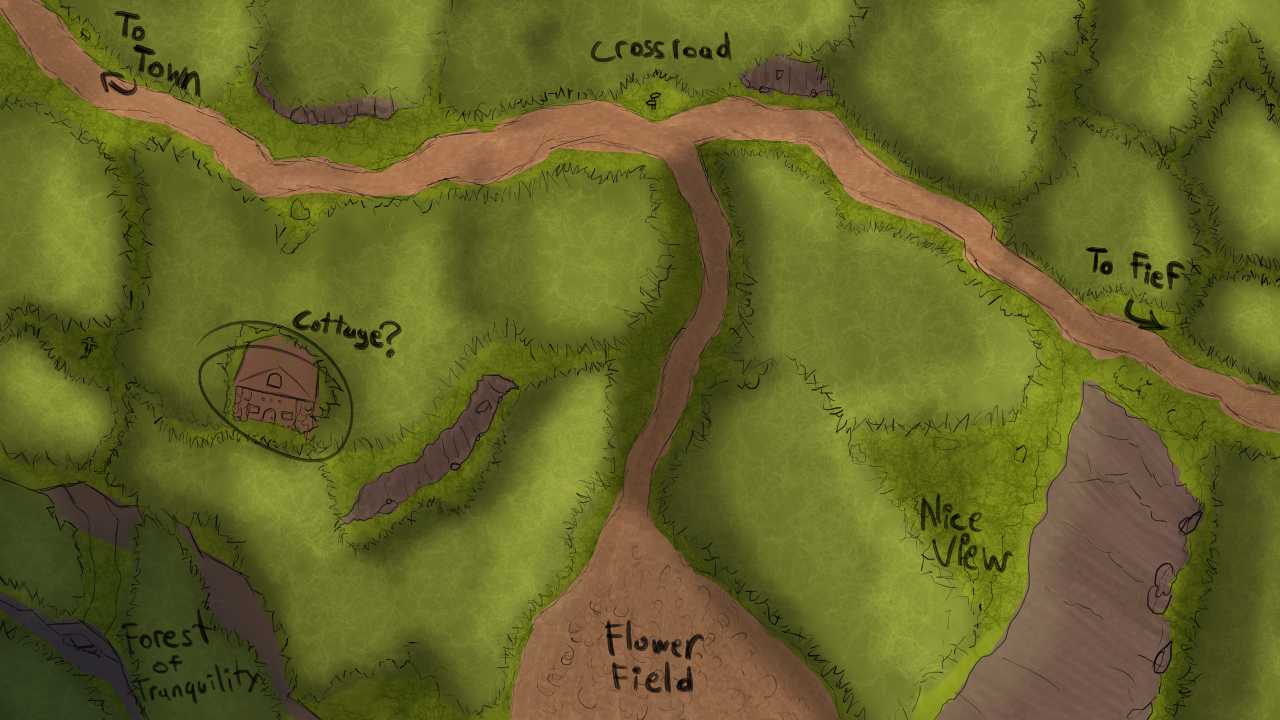 To
Town
Crossroad
To Fief
Cottage?
Nice
View
Forest
of
Tranquility
Flower
Field